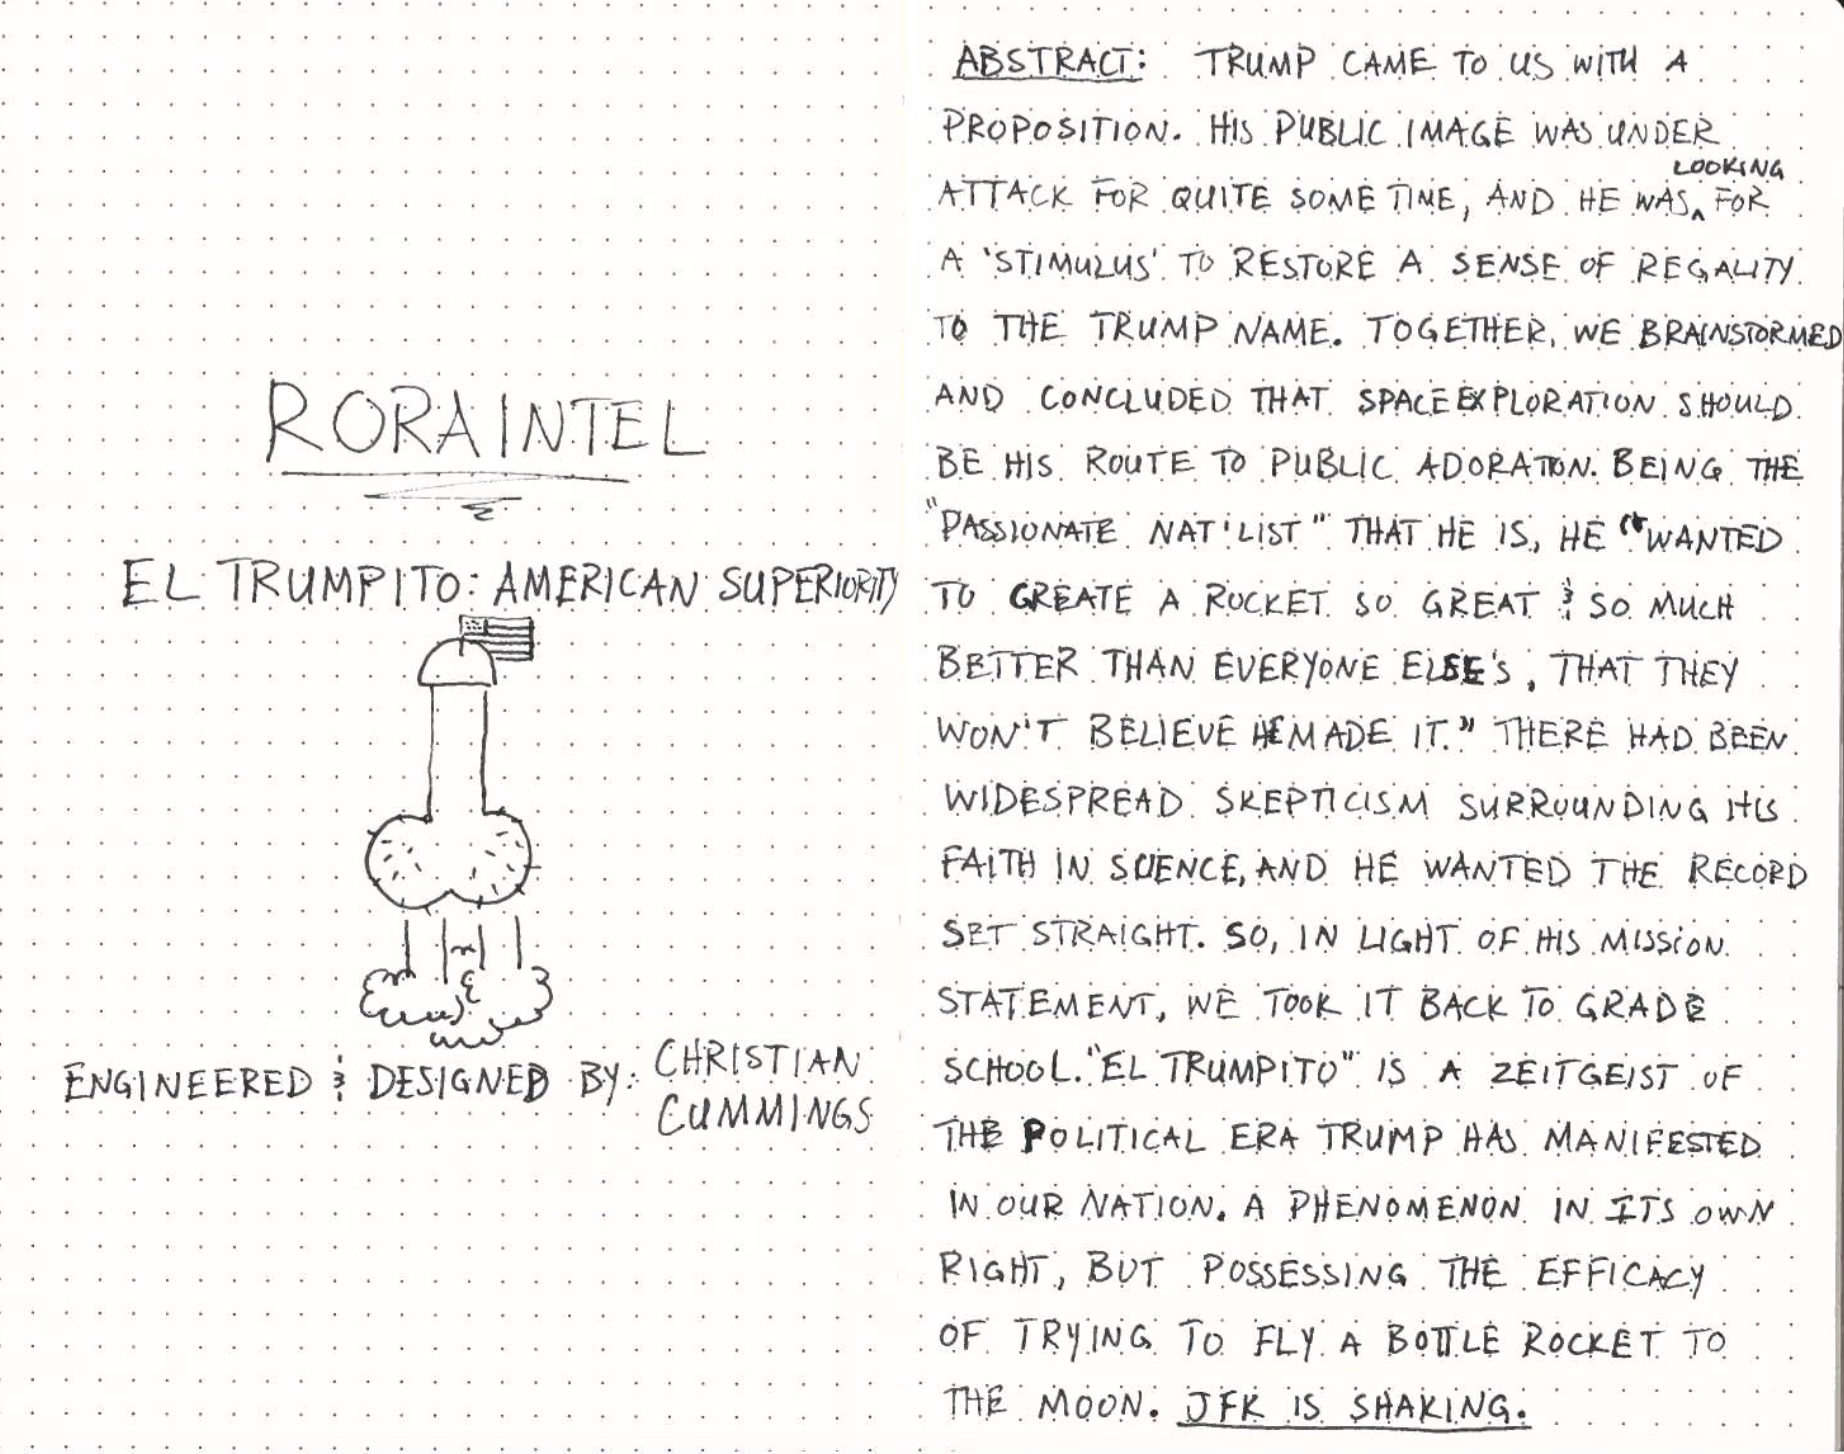 RORAINTEL
EL TRUMPITO: AMERICAN SUPERIORITY
ENGINEERED & DESIGNED BY: CHRISTIAN
CUMMINGS
ABSTRACT: TRUMP CAME TO US WITH A
PROPOSITION. HIS PUBLIC IMAGE WAS UNDER
LOOKING
ATTACK FOR QUITE SOME TIME, AND HE WAS ^ FOR
A 'STIMULUS' TO RESTORE A SENSE OF REGALITY
TO THE TRUMP NAME. TOGETHER, WE BRAINSTORMED
AND CONCLUDED THAT SPACE EXPLORATION SHOULD
BE HIS ROUTE TO PUBLIC ADORATION. BEING THE
"PASSIONATE NAT'LIST" THAT HE IS, HE "WANTED
TO CREATE A ROCKET SO GREAT & SO MUCH
BETTER THAN EVERYONE ELSE'S, THAT THEY
WON'T BELIEVE HE MADE IT." THERE HAD BEEN
WIDESPREAD SKEPTICISM SURROUNDING HIS
FAITH IN SCIENCE, AND HE WANTED THE RECORD
SET STRAIGHT. SO, IN LIGHT OF HIS MISSION
STATEMENT, WE TOOK IT BACK TO GRADE
SCHOOL. "EL TRUMPITO" IS A ZEITGEIST OF
THE POLITICAL ERA TRUMP HAS MANIFESTED
IN OUR NATION. A PHENOMENON IN ITS OWN
RIGHT, BUT POSSESSING THE EFFICACY
OF TRYING TO FLY A BOTTLE ROCKET TO
THE MOON. JFK IS SHAKING.